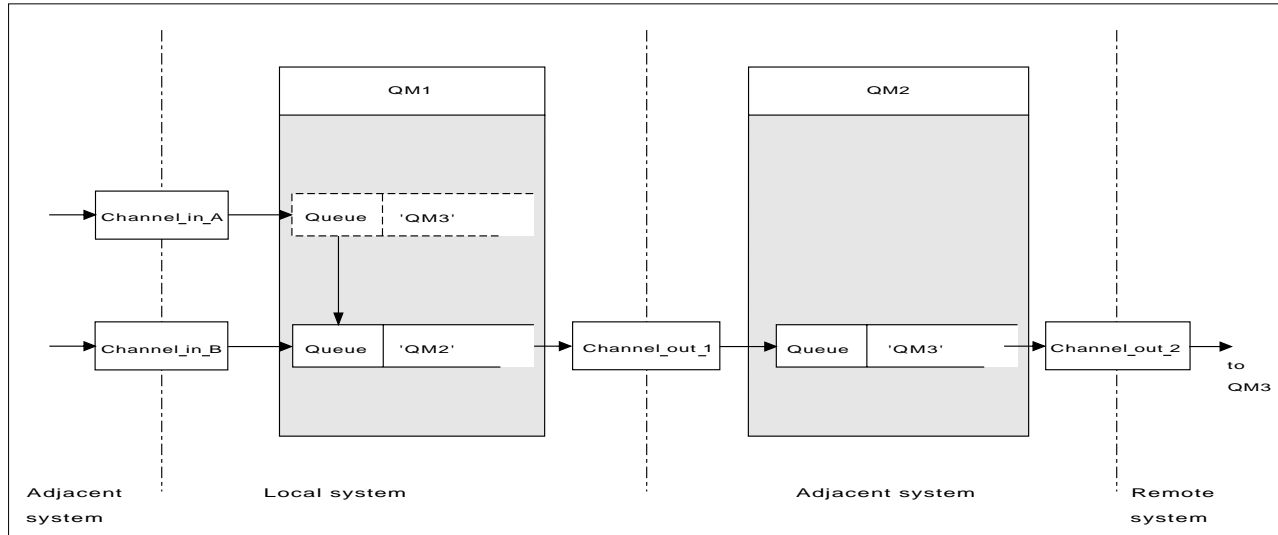 QM1
QM2
Channel_in_A
Queue
'QM3'
Channel_in_B
Queue
'QM2'
Channel_out_1
Queue
'QM3'
Channel_out_2
to
QM3
Adjacent
system
Local system
Adjacent system
Remote
system